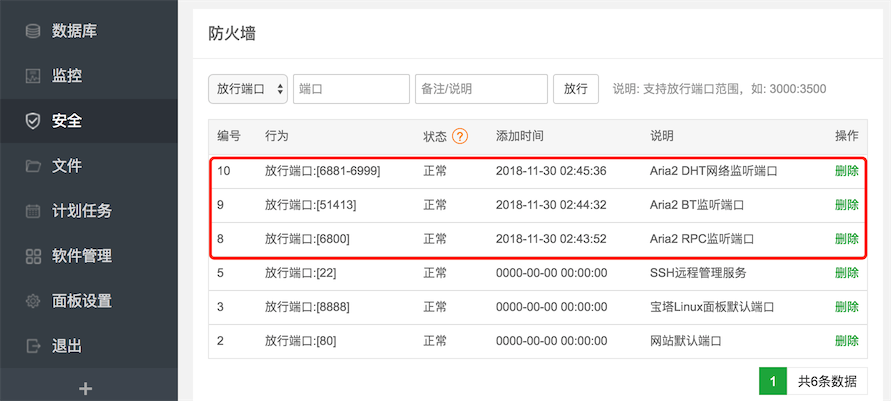 数据库
监控
安全
文件
计划任务
软件管理
面板设置
退出
防火墙
放行端口 端口 备注/说明 放行 说明: 支持放行端口范围，如: 3000:3500
编号 行为 状态 ? 添加时间 说明 操作
10 放行端口:[6881-6999] 正常 2018-11-30 02:45:36 Aria2 DHT网络监听端口 删除
9 放行端口:[51413] 正常 2018-11-30 02:44:32 Aria2 BT监听端口 删除
8 放行端口:[6800] 正常 2018-11-30 02:43:52 Aria2 RPC监听端口 删除
5 放行端口:[22] 正常 0000-00-00 00:00:00 SSH远程管理服务 删除
3 放行端口:[8888] 正常 0000-00-00 00:00:00 宝塔Linux面板默认端口 删除
2 放行端口:[80] 正常 0000-00-00 00:00:00 网站默认端口 删除
1 共6条数据